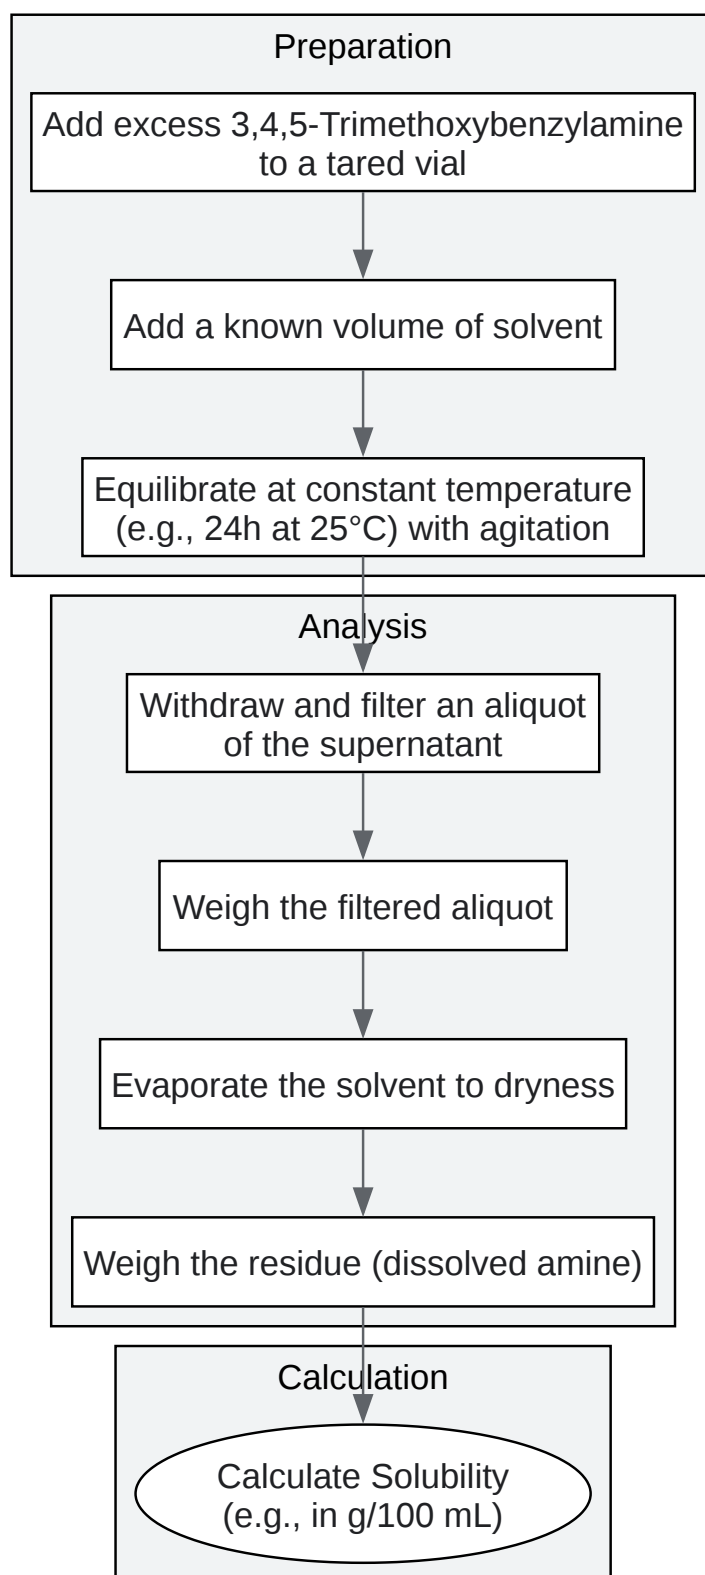 Preparation
Add excess 3,4,5-Trimethoxybenzylamine
to a tared vial
Add a known volume of solvent
Equilibrate at constant temperature
(e.g., 24h at 25°C) with agitation
Analysis
Withdraw and filter an aliquot
of the supernatant
Weigh the filtered aliquot
Evaporate the solvent to dryness
Weigh the residue (dissolved amine)
Calculation
Calculate Solubility
(e.g., in g/100 mL)